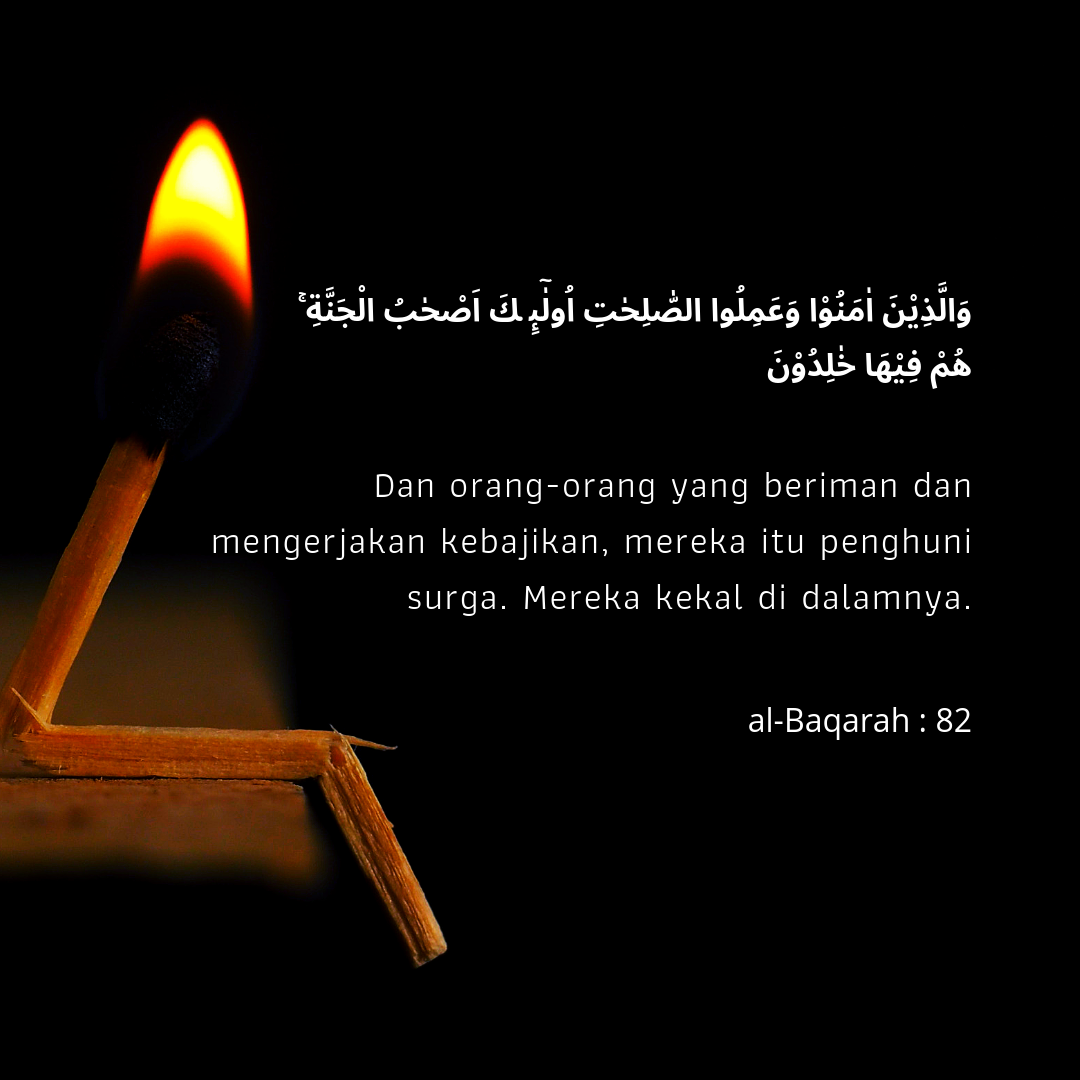 وَالَّذِيْنَ اٰمَنُوْا وَعَمِلُوا الصّٰلِحٰتِ اُولٰۤىِٕكَ اَصْحٰبُ الْجَنَّةِ ۚ
هُمْ فِيْهَا خٰلِدُوْنَ
Dan orang-orang yang beriman dan
mengerjakan kebajikan, mereka itu penghuni
surga. Mereka kekal di dalamnya.
al-Baqarah : 82